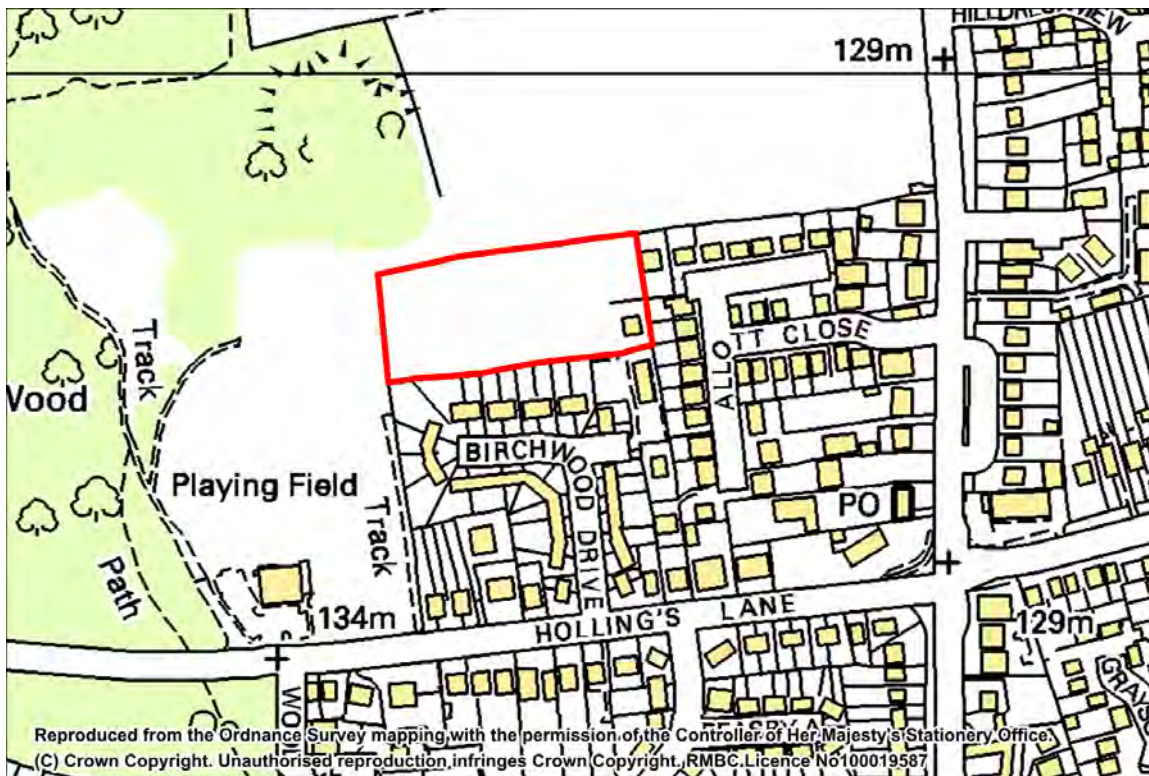 HILLDRECKVIEW
129m
Track
ALLOTT CLOSE
Wood
BIRCHWOOD DRIVE
Playing Field
Track
PO
Path
134m
HOLLING'S LANE
129m
Reproduced from the Ordnance Survey mapping with the permission of the Controller of Her Majesty's Stationery Office.
(C) Crown Copyright. Unauthorised reproduction infringes Crown Copyright. RMBC.Licence No100019587